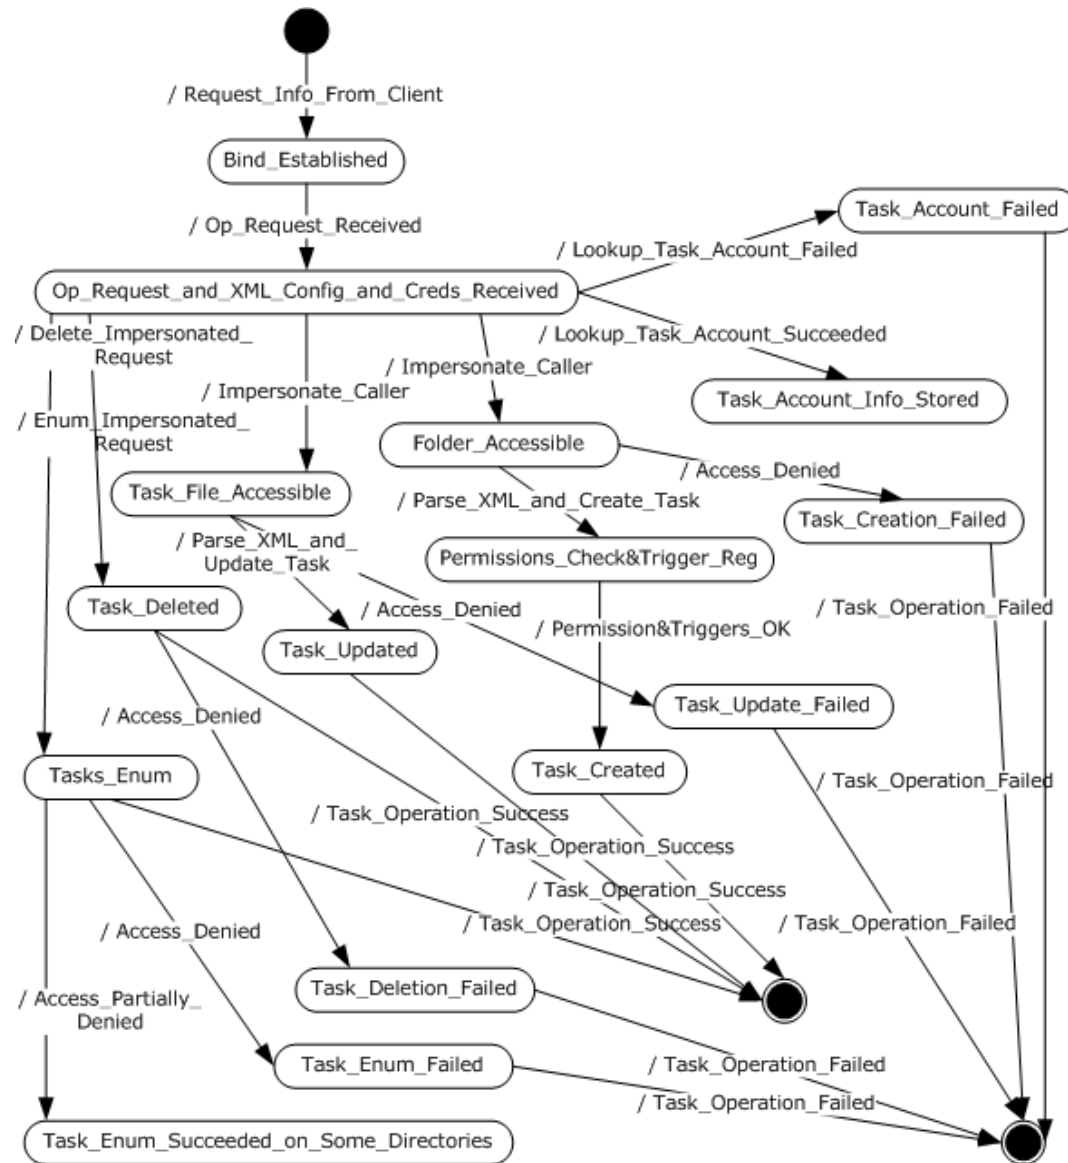 / Request_Info_From_Client
Bind_Established
/ Op_Request_Received
Task_Account_Failed
/ Lookup_Task_Account_Failed
Op_Request_and_XML_Config_and_Creds_Received
/ Delete_Impersonated_
Request
/ Lookup_Task_Account_Succeeded
/ Impersonate_Caller
/ Impersonate_Caller
Task_Account_Info_Stored
/ Enum_Impersonated_
Request
Folder_Accessible
/ Access_Denied
Task_File_Accessible
/ Parse_XML_and_Create_Task
Task_Creation_Failed
/ Parse_XML_and_
Update_Task
Permissions_Check&Trigger_Reg
Task_Deleted
/ Access_Denied
/ Task_Operation_Failed
/ Permission&Triggers_OK
Task_Updated
Task_Update_Failed
/ Access_Denied
Tasks_Enum
Task_Created
/ Task_Operation_Failed
/ Task_Operation_Success
/ Task_Operation_Success
/ Task_Operation_Success
/ Task_Operation_Success
/ Task_Operation_Failed
/ Access_Denied
Task_Deletion_Failed
/ Access_Partially_
Denied
Task_Enum_Failed
/ Task_Operation_Failed
/ Task_Operation_Failed
Task_Enum_Succeeded_on_Some_Directories